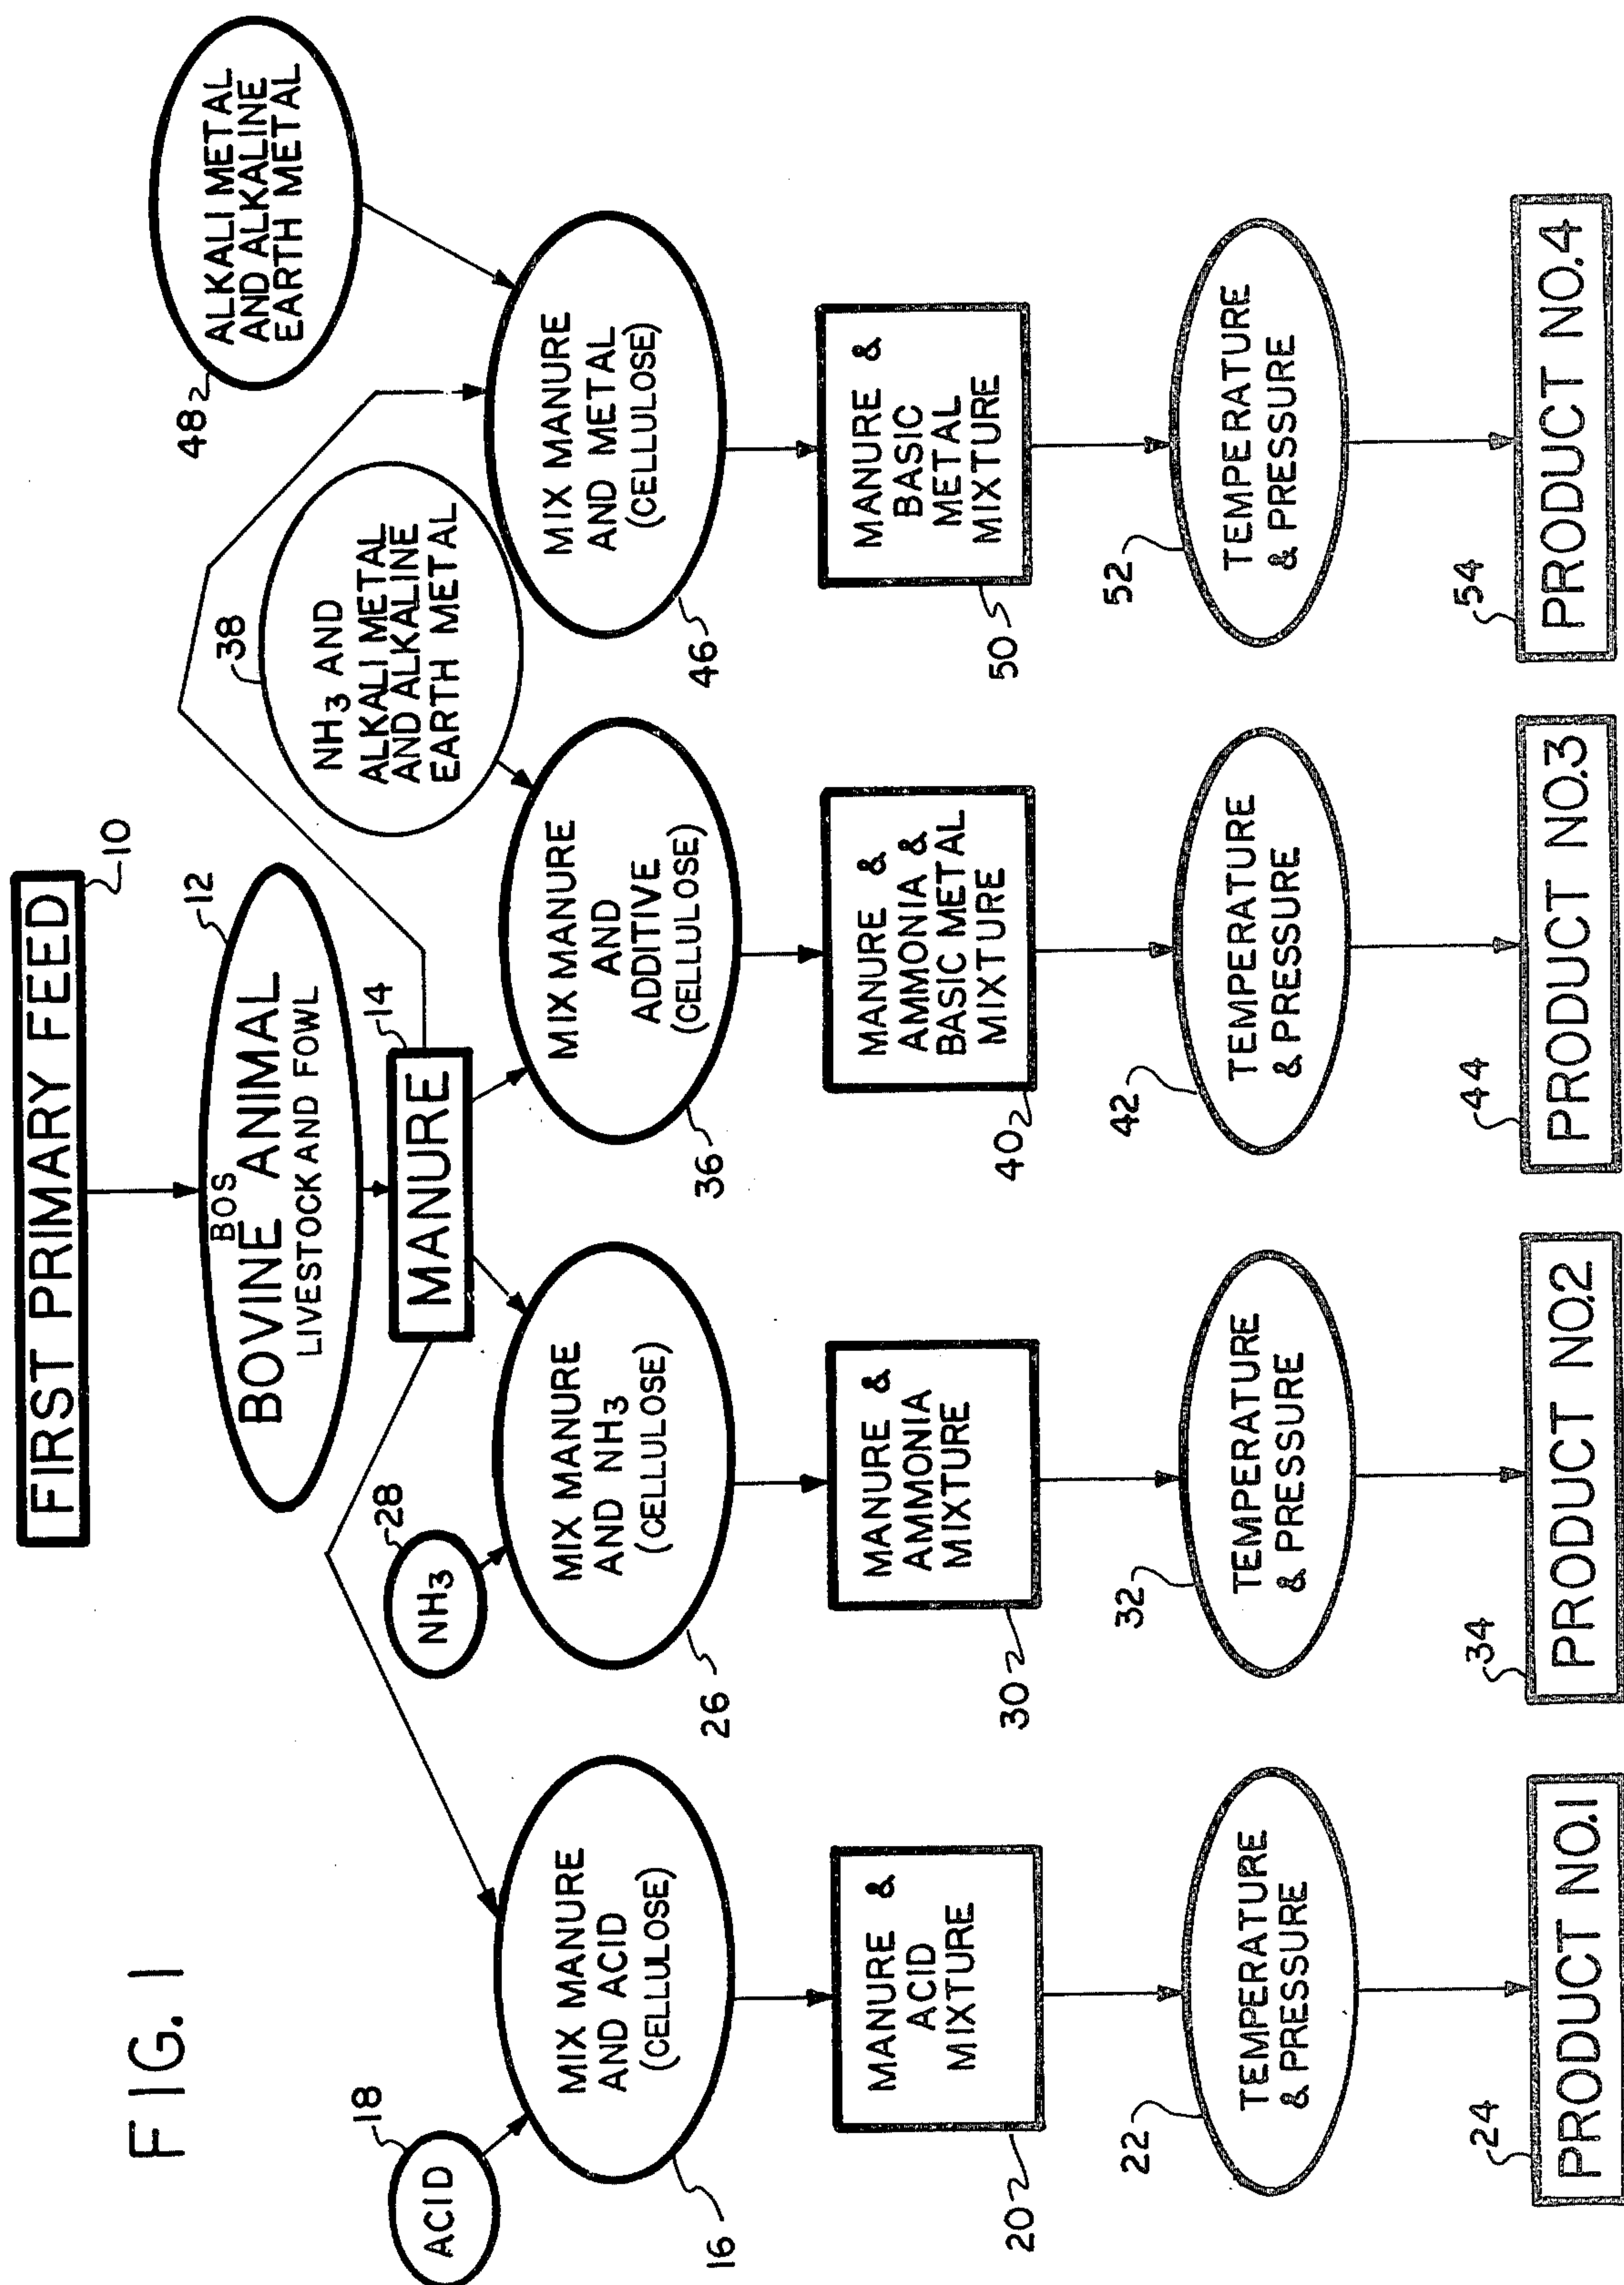 FIG. 1
FIRST PRIMARY FEED
10
12
BOS
BOVINE ANIMAL
LIVESTOCK AND FOWL
14
MANURE
ACID
18
MIX MANURE
AND ACID
(CELLULOSE)
16
MANURE &
ACID
MIXTURE
20
TEMPERATURE
& PRESSURE
22
PRODUCT NO.1
24
NH3
28
MIX MANURE
AND NH3
(CELLULOSE)
26
MANURE &
AMMONIA
MIXTURE
30
TEMPERATURE
& PRESSURE
32
PRODUCT NO.2
34
NH3 AND
ALKALI METAL
AND ALKALINE
EARTH METAL
38
MIX MANURE
AND
ADDITIVE
(CELLULOSE)
36
MANURE &
AMMONIA &
BASIC METAL
MIXTURE
40
TEMPERATURE
& PRESSURE
42
PRODUCT NO.3
44
ALKALI METAL
AND ALKALINE
EARTH METAL
48
MIX MANURE
AND METAL
(CELLULOSE)
46
MANURE &
BASIC
METAL
MIXTURE
50
TEMPERATURE
& PRESSURE
52
PRODUCT NO.4
54